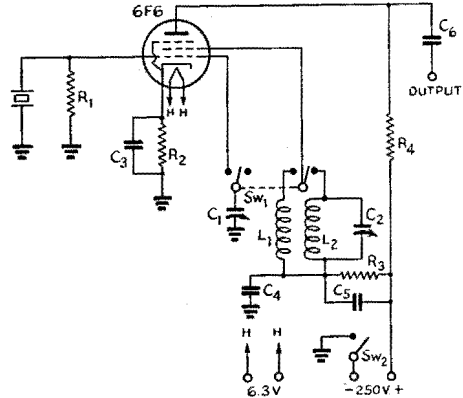 6F6
C6
OUTPUT
R1
H H
R4
C3
R2
Sw1
C1
C2
L1
L2
R3
C4
C5
H
H
Sw2
6.3V
-250V.+